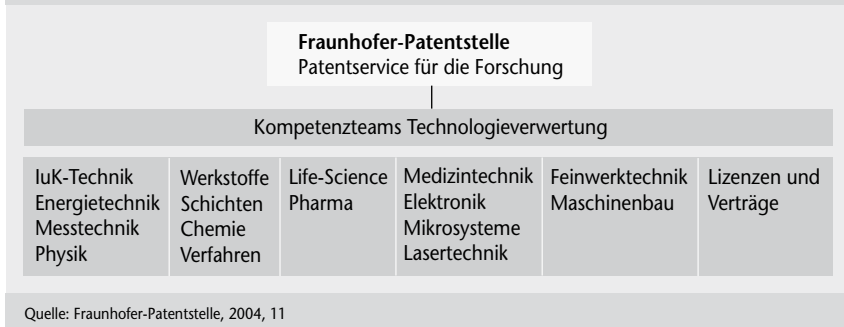 Fraunhofer-Patentstelle
Patentservice für die Forschung
Kompetenzteams Technologieverwertung
IuK-Technik
Energietechnik
Messtechnik
Physik
Werkstoffe
Schichten
Chemie
Verfahren
Life-Science
Pharma
Medizintechnik
Elektronik
Mikrosysteme
Lasertechnik
Feinwerktechnik
Maschinenbau
Lizenzen und
Verträge
Quelle: Fraunhofer-Patentstelle, 2004, 11